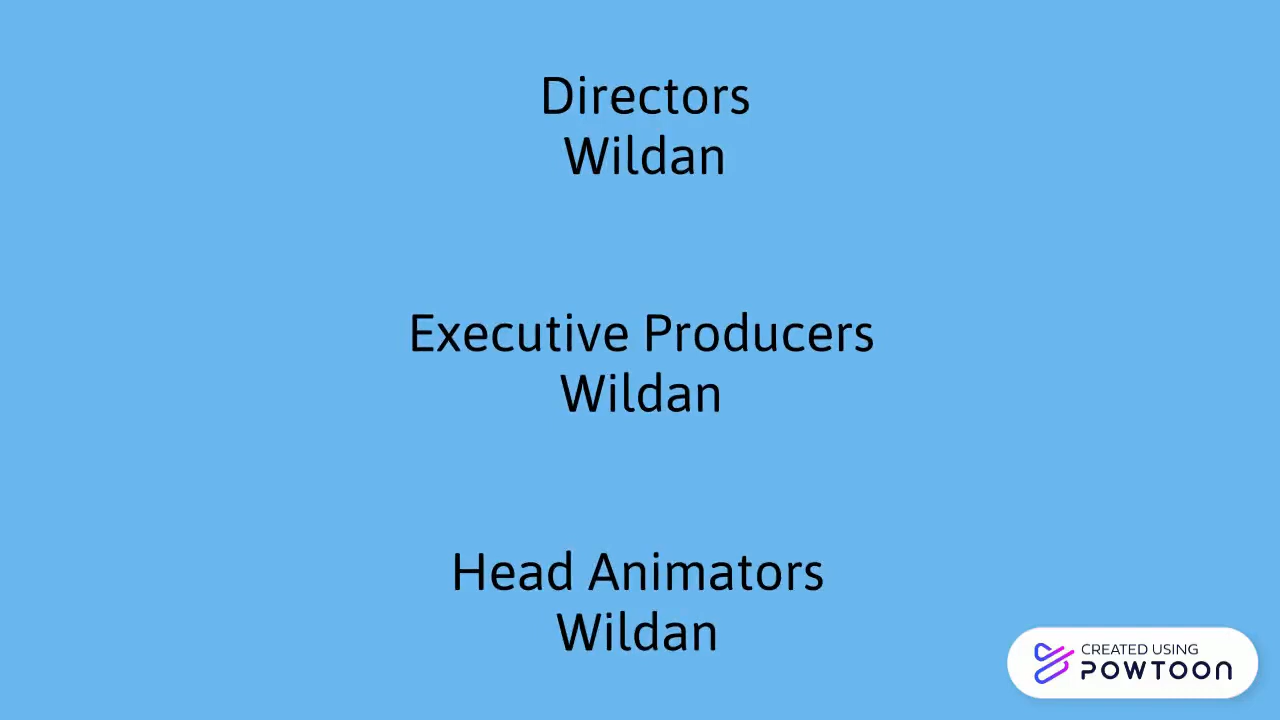 Directors
Wildan
Executive Producers
Wildan
Head Animators
Wildan
CREATED USING
POWTOON